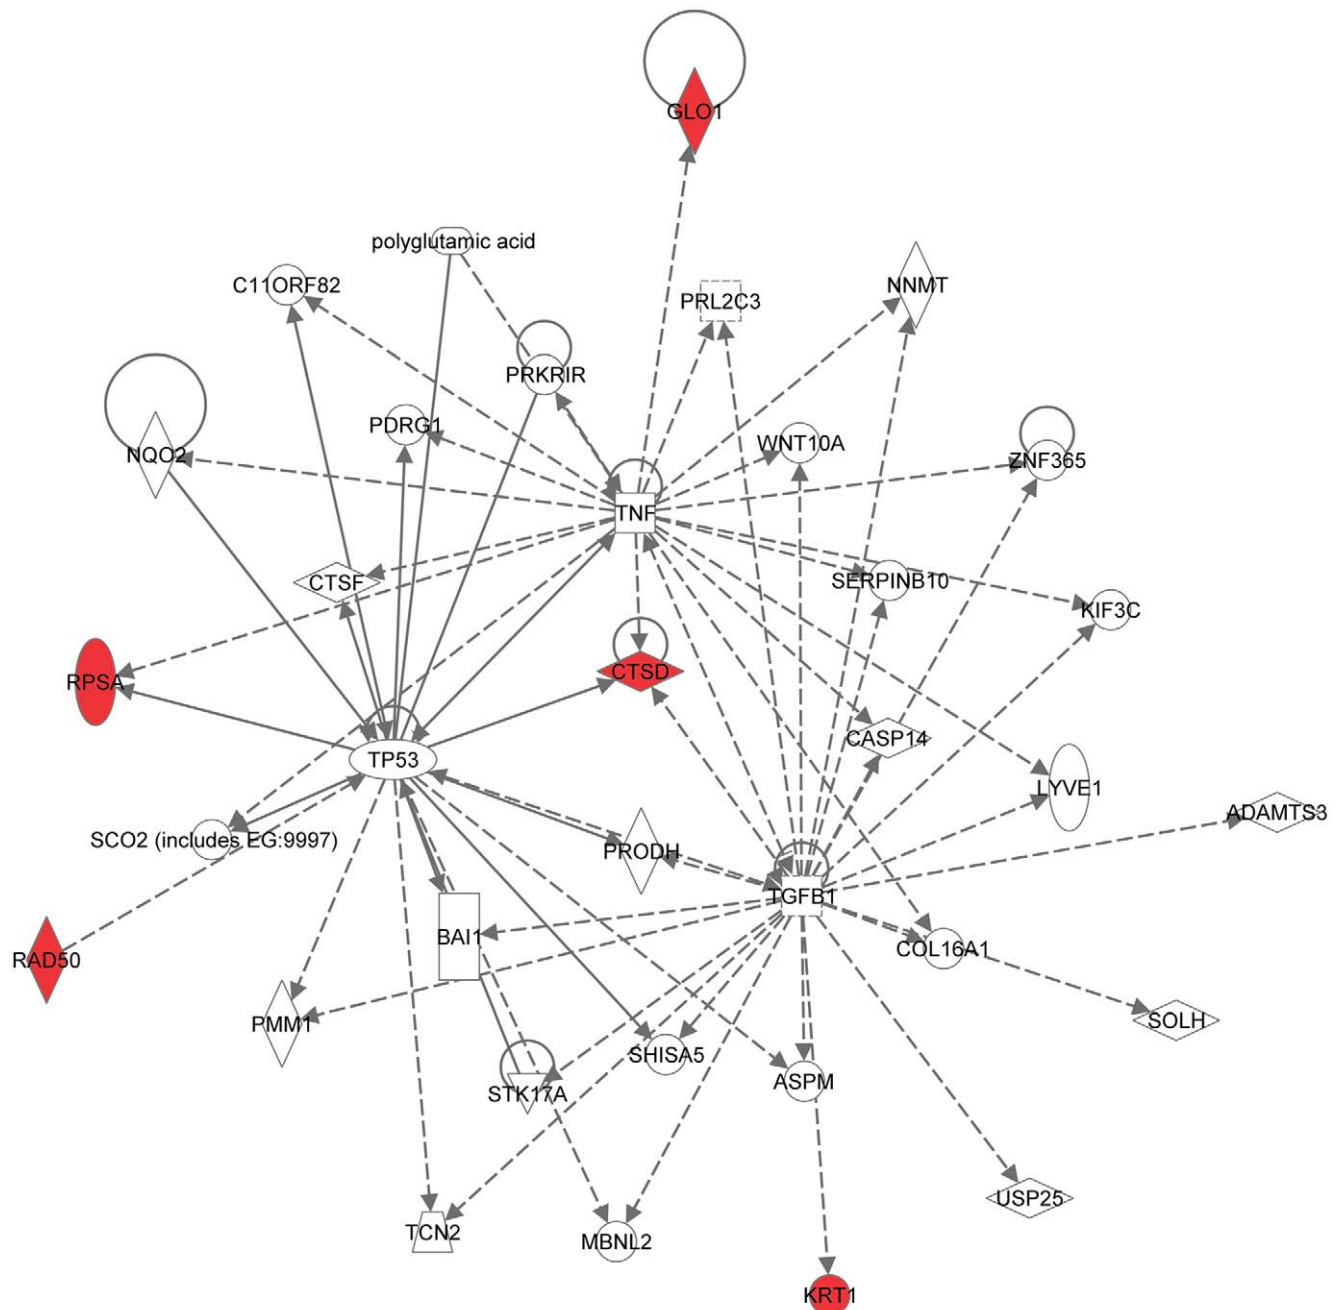 GLO1
polyglutamic acid
C11ORF82
NNMT
PRL2C3
PRKRIR
PDRG1
WNT10A
NQO2
ZNF365
TNF
CTSF
SERPINB10
KIF3C
RPSA
CTSD
CASP14
TP53
LYVE1
ADAMTS3
SCO2 (includes EG:9997)
PRODH
TGFB1
BAI1
COL16A1
RAD50
SOLH
PMM1
SHISA5
ASPM
STK17A
USP25
TCN2
MBNL2
KRT1